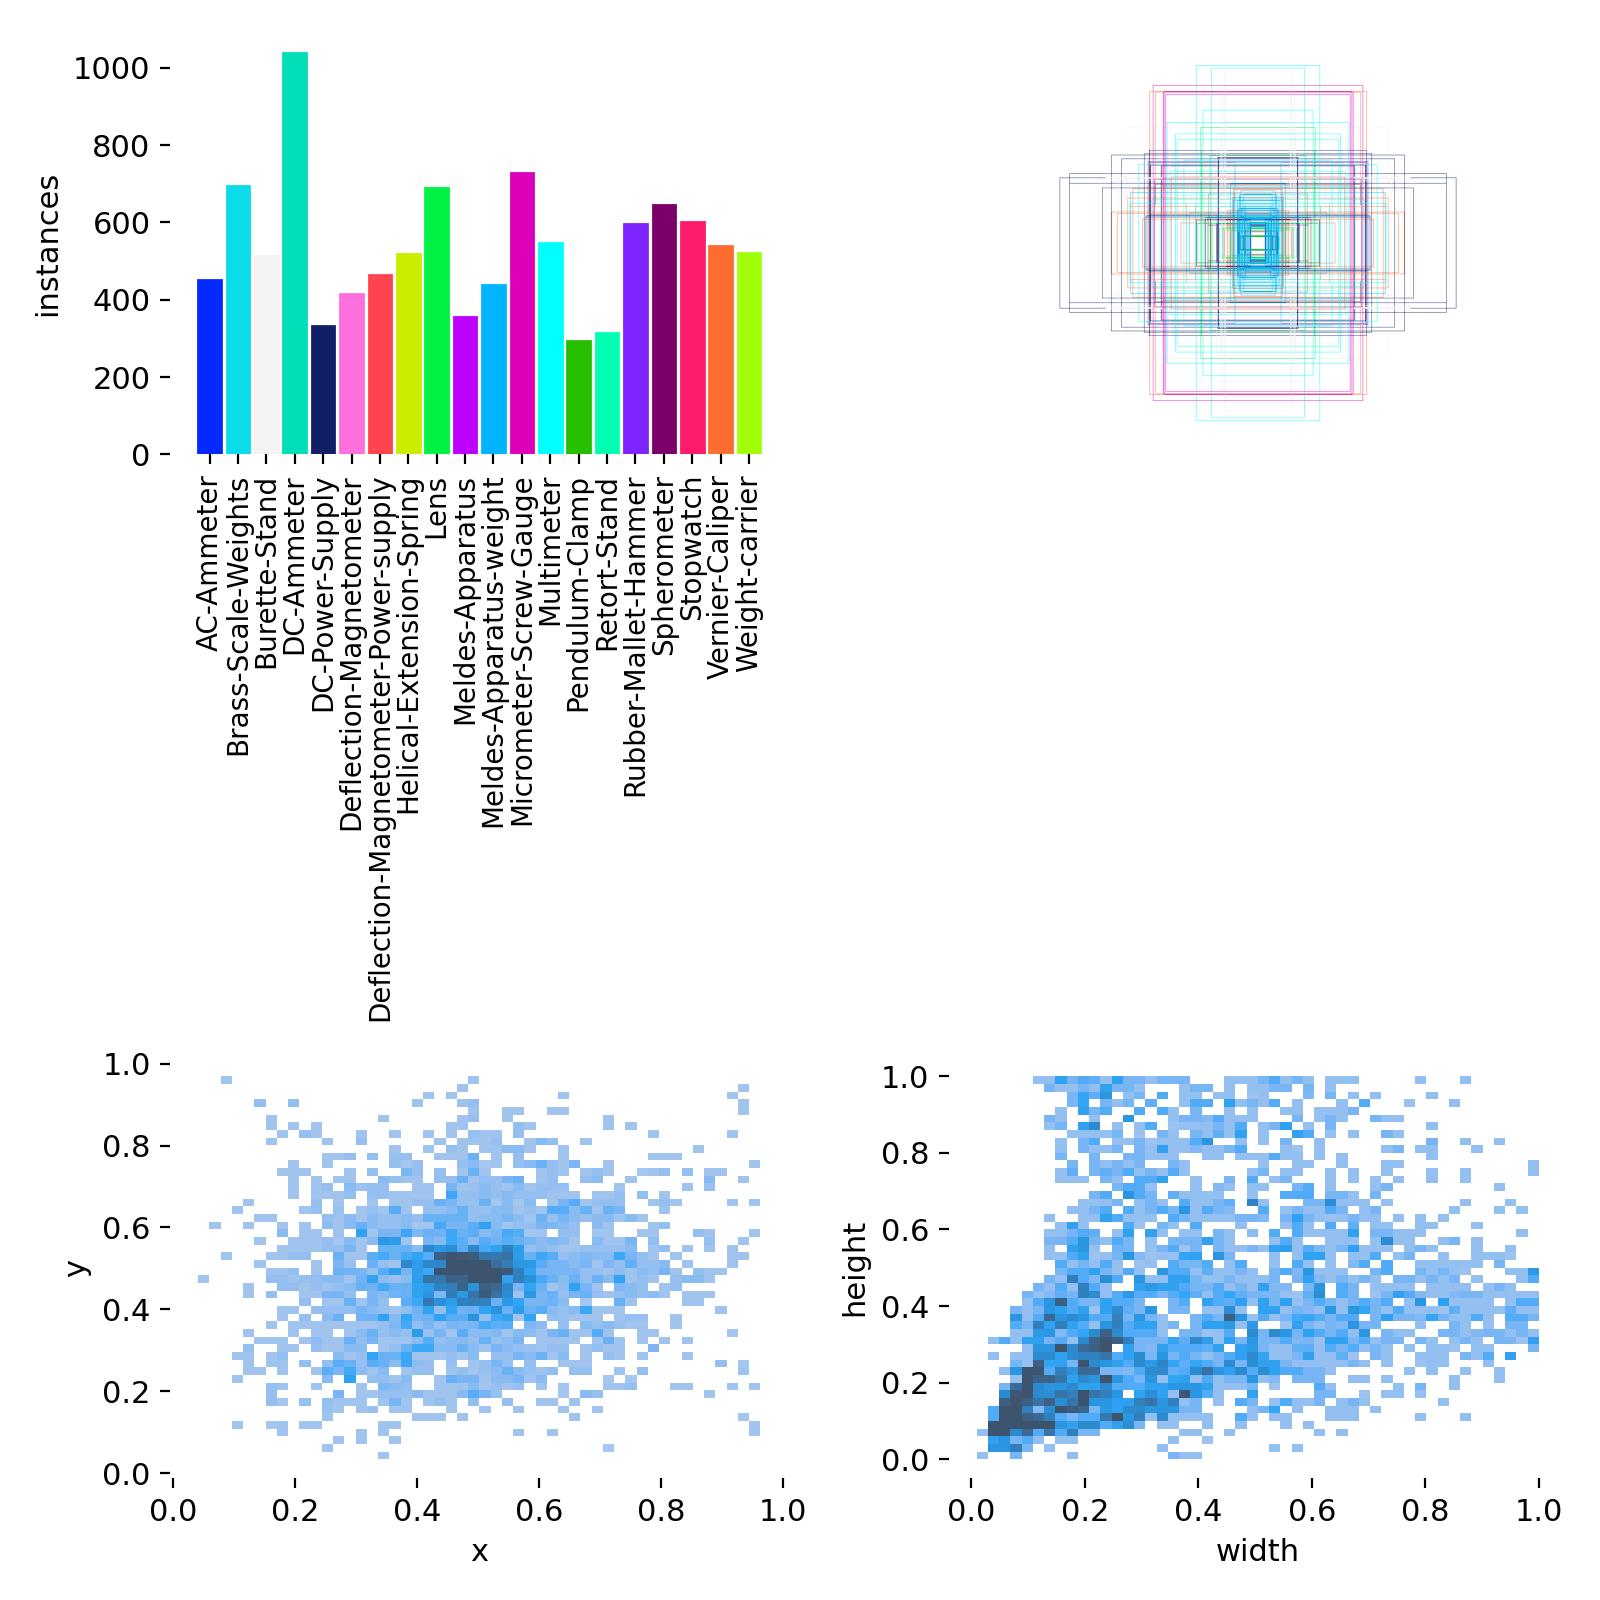 1000
800
600
400
200
0
instances
AC-Ammeter
Brass-Scale-Weights
Burette-Stand
DC-Ammeter
DC-Power-Supply
Deflection-Magnetometer
Deflection-Magnetometer-Power-supply
Helical-Extension-Spring
Lens
Meldes-Apparatus
Meldes-Apparatus-weight
Micrometer-Screw-Gauge
Multimeter
Pendulum-Clamp
Retort-Stand
Rubber-Mallet-Hammer
Spherometer
Stopwatch
Vernier-Caliper
Weight-carrier
1.0
0.8
0.6
0.4
0.2
0.0
y
0.0 0.2 0.4 0.6 0.8 1.0
x
1.0
0.8
0.6
0.4
0.2
0.0
height
0.0 0.2 0.4 0.6 0.8 1.0
width